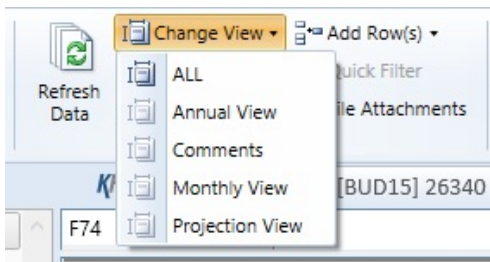 Change View
Add Row(s)
Refresh
Data
Quick Filter
ile Attachments
ALL
Annual View
Comments
Monthly View
Projection View
[BUD15] 26340
F74